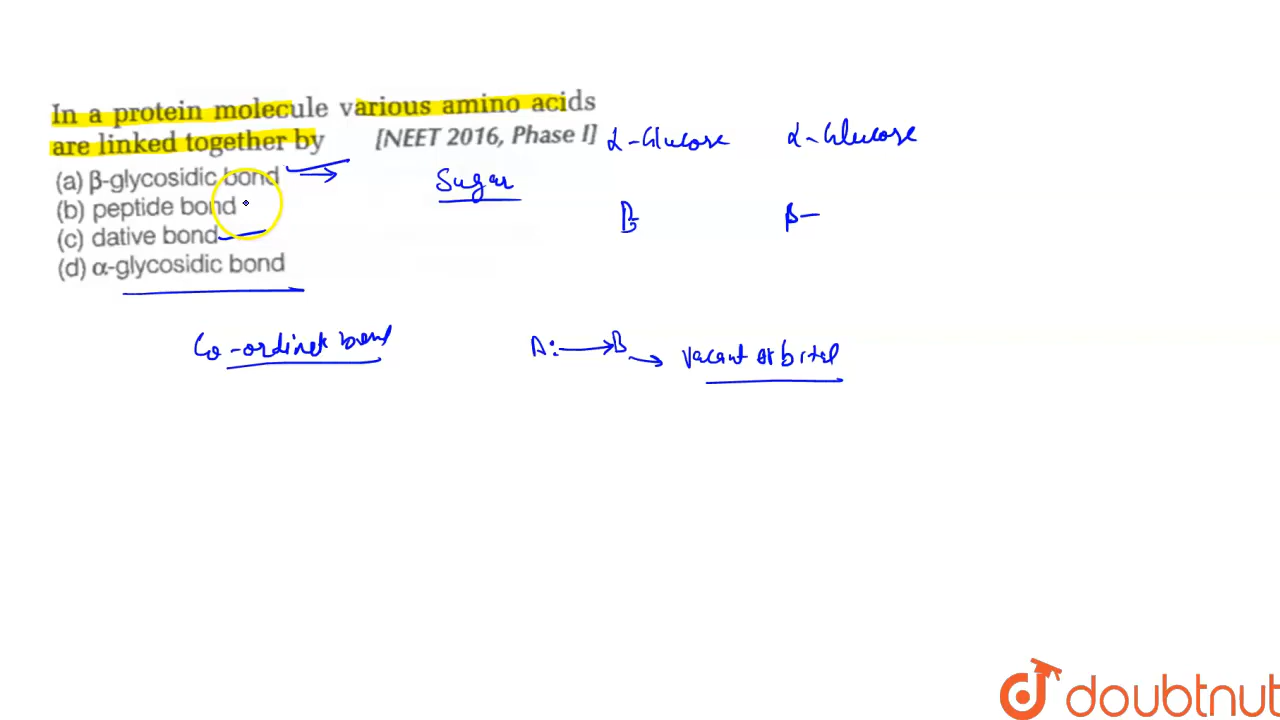 In a protein molecule various amino acids
are linked together by [NEET 2016, Phase I]
(a) β-glycosidic bond
(b) peptide bond
(c) dative bond
(d) α-glycosidic bond
α-Glucose α-Glucose
Sugar
B β-
Co-ordinet bond A: → B → Vacant orbital
doubtnut